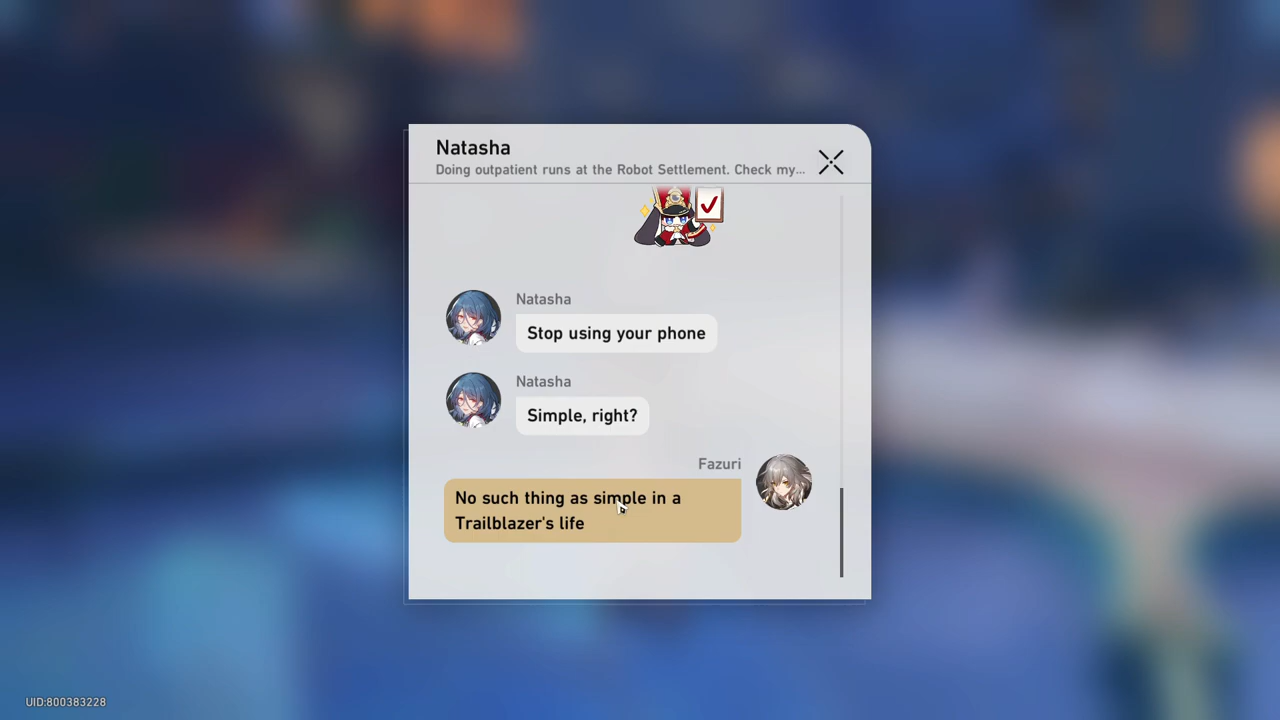 Natasha
Doing outpatient runs at the Robot Settlement. Check my...
Natasha
Stop using your phone
Natasha
Simple, right?
Fazuri
No such thing as simple in a
Trailblazer's life
UID:800383228